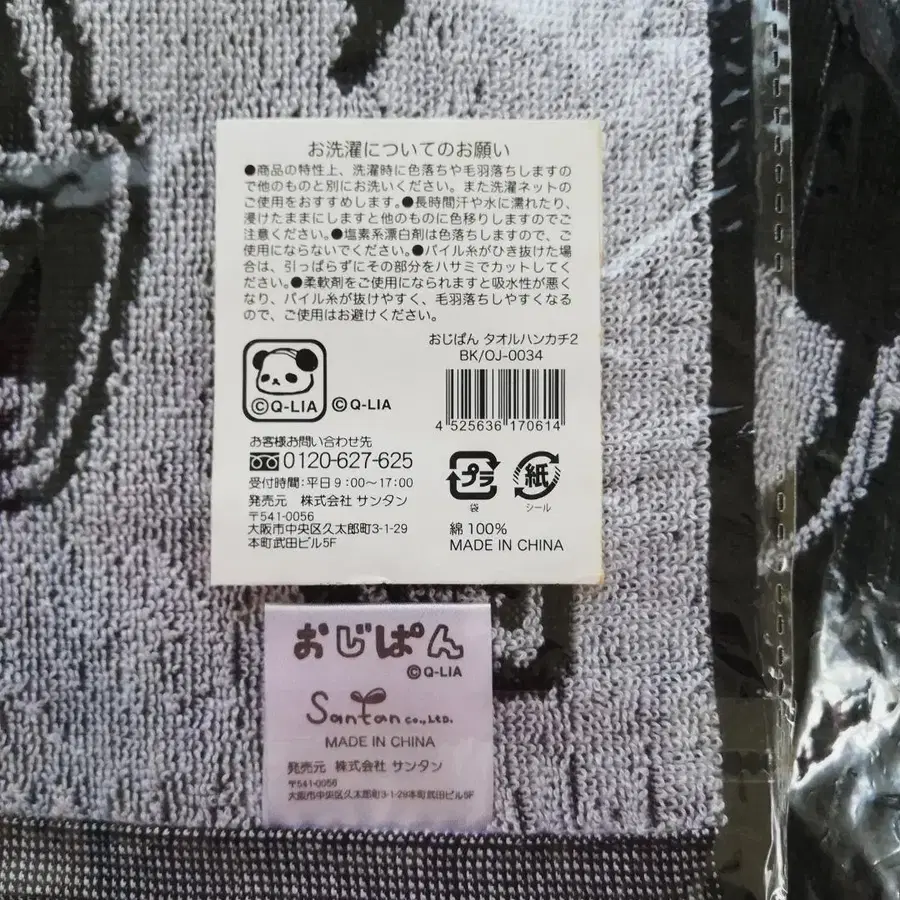 お洗濯についてのお願い
●商品の特性上、洗濯時に色落ちや毛羽落ちしますの
で他のものと別にお洗いください。また洗濯ネットの
ご使用をおすすめします。●長時間汗や水に濡れたり、
浸けたままにしますと他のものに色移りしますのでご
注意ください。●塩素系漂白剤は色落ちしますので、ご
使用にならないでください。●パイル糸がひき抜けた場
合は、引っぱらずにその部分をハサミでカットしてく
ださい。●柔軟剤をご使用になられますと吸水性が悪く
なり、パイル糸が抜けやすく、毛羽落ちしやすくなる
ので、ご使用はお避けください。
おじぱん タオルハンカチ2
BK/OJ-0034
©Q-LIA ©Q-LIA
4 525636 170614
お客様お問い合わせ先
0120-627-625
受付時間:平日9:00〜17:00
発売元 株式会社 サンタン
〒541-0056
大阪市中央区久太郎町3-1-29
本町武田ビル5F
プラ 紙
袋 シール
綿100%
MADE IN CHINA
おじぱん
©Q-LIA
Santan co.,Ltd.
MADE IN CHINA
発売元 株式会社 サンタン
〒541-0056
大阪市中央区久太郎町3-1-29本町武田ビル5F